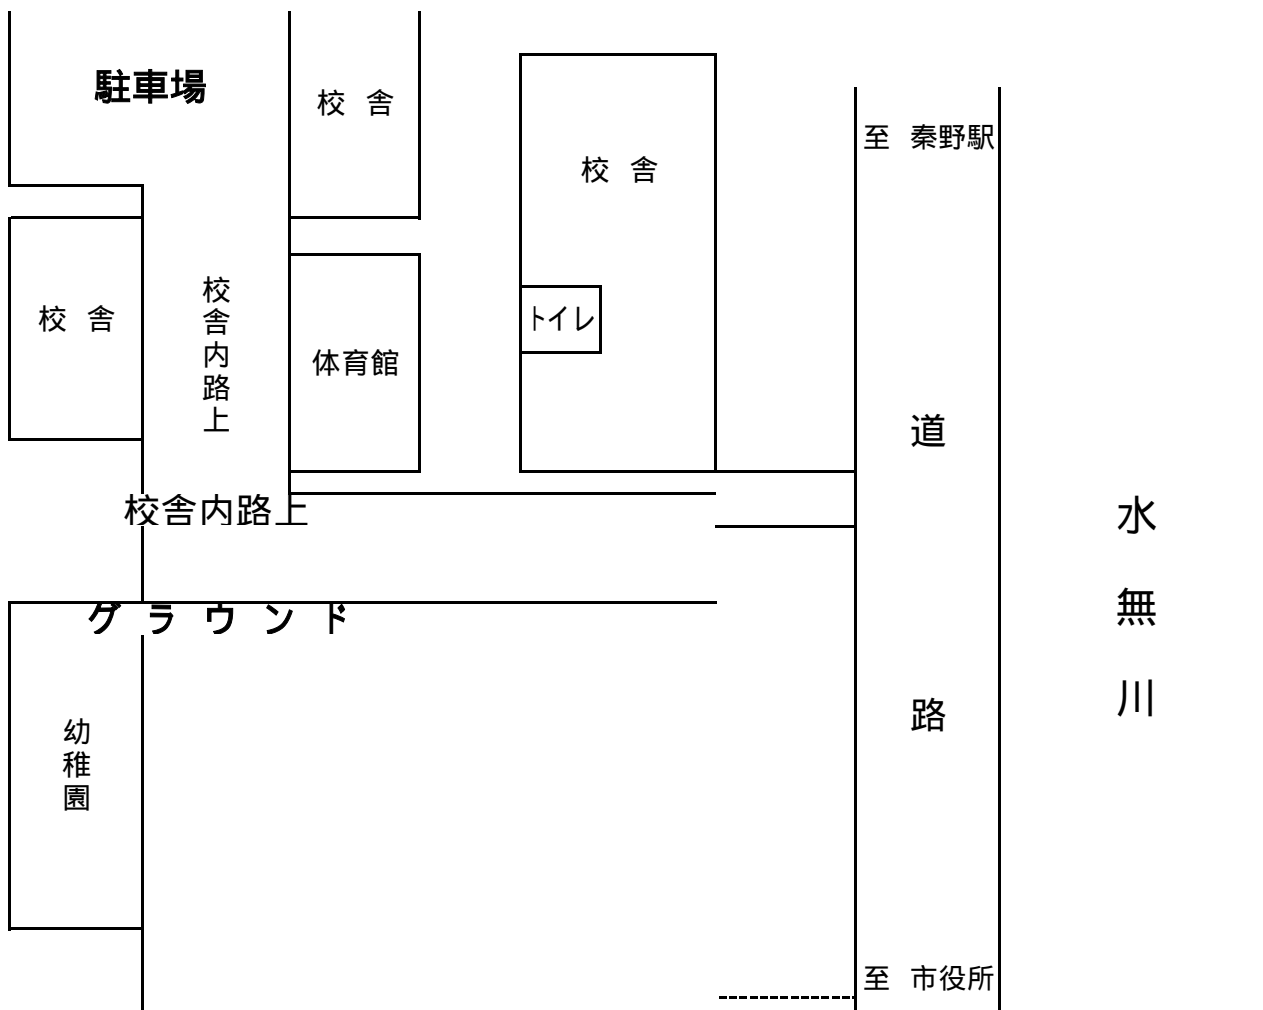 駐車場
校 舎
校 舎
至 秦野駅
校 舎
校舎内路上
トイレ
体育館
道
校舎内路上
水無川
グラウンド
路
幼稚園
至 市役所